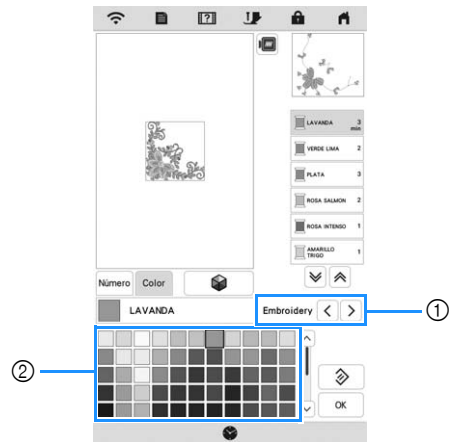 LAVANDA 3
min
VERDE LIMA 2
PLATA 3
ROSA SALMON 2
ROSA INTENSO 1
AMARILLO
TRIGO 1
Número Color
LAVANDA Embroidery < >
①
②
OK